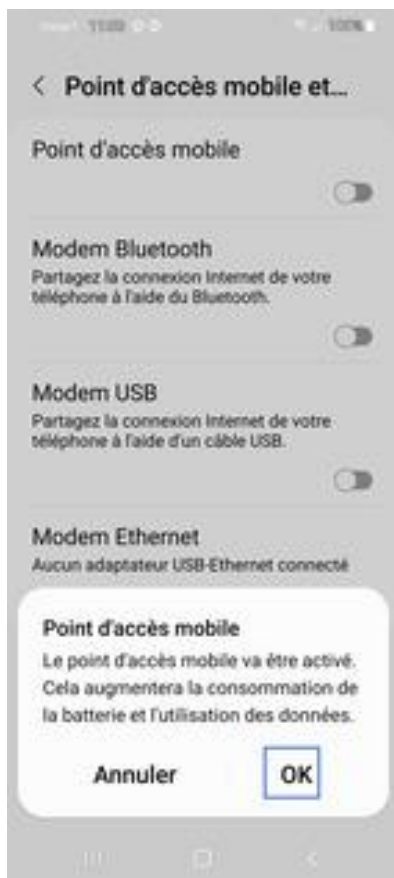 11:00
100%
Point d'accès mobile et...
Point d'accès mobile
Modem Bluetooth
Partagez la connexion Internet de votre
téléphone à l'aide du Bluetooth.
Modem USB
Partagez la connexion Internet de votre
téléphone à l'aide d'un câble USB.
Modem Ethernet
Aucun adaptateur USB-Ethernet connecté
Point d'accès mobile
Le point d'accès mobile va être activé.
Cela augmentera la consommation de
la batterie et l'utilisation des données.
Annuler OK